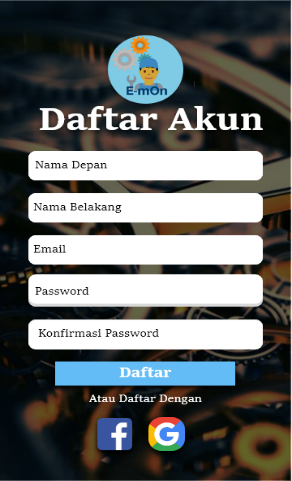 E-mOn
Daftar Akun
Nama Depan
Nama Belakang
Email
Password
Konfirmasi Password
Daftar
Atau Daftar Dengan